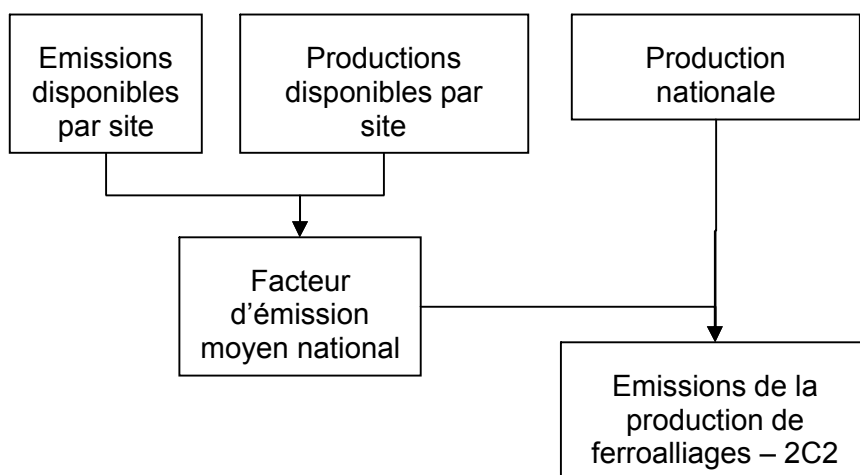 Emissions
disponibles
par site
Productions
disponibles par
site
Production
nationale
Facteur
d'émission
moyen national
Emissions de la
production de
ferroalliages – 2C2